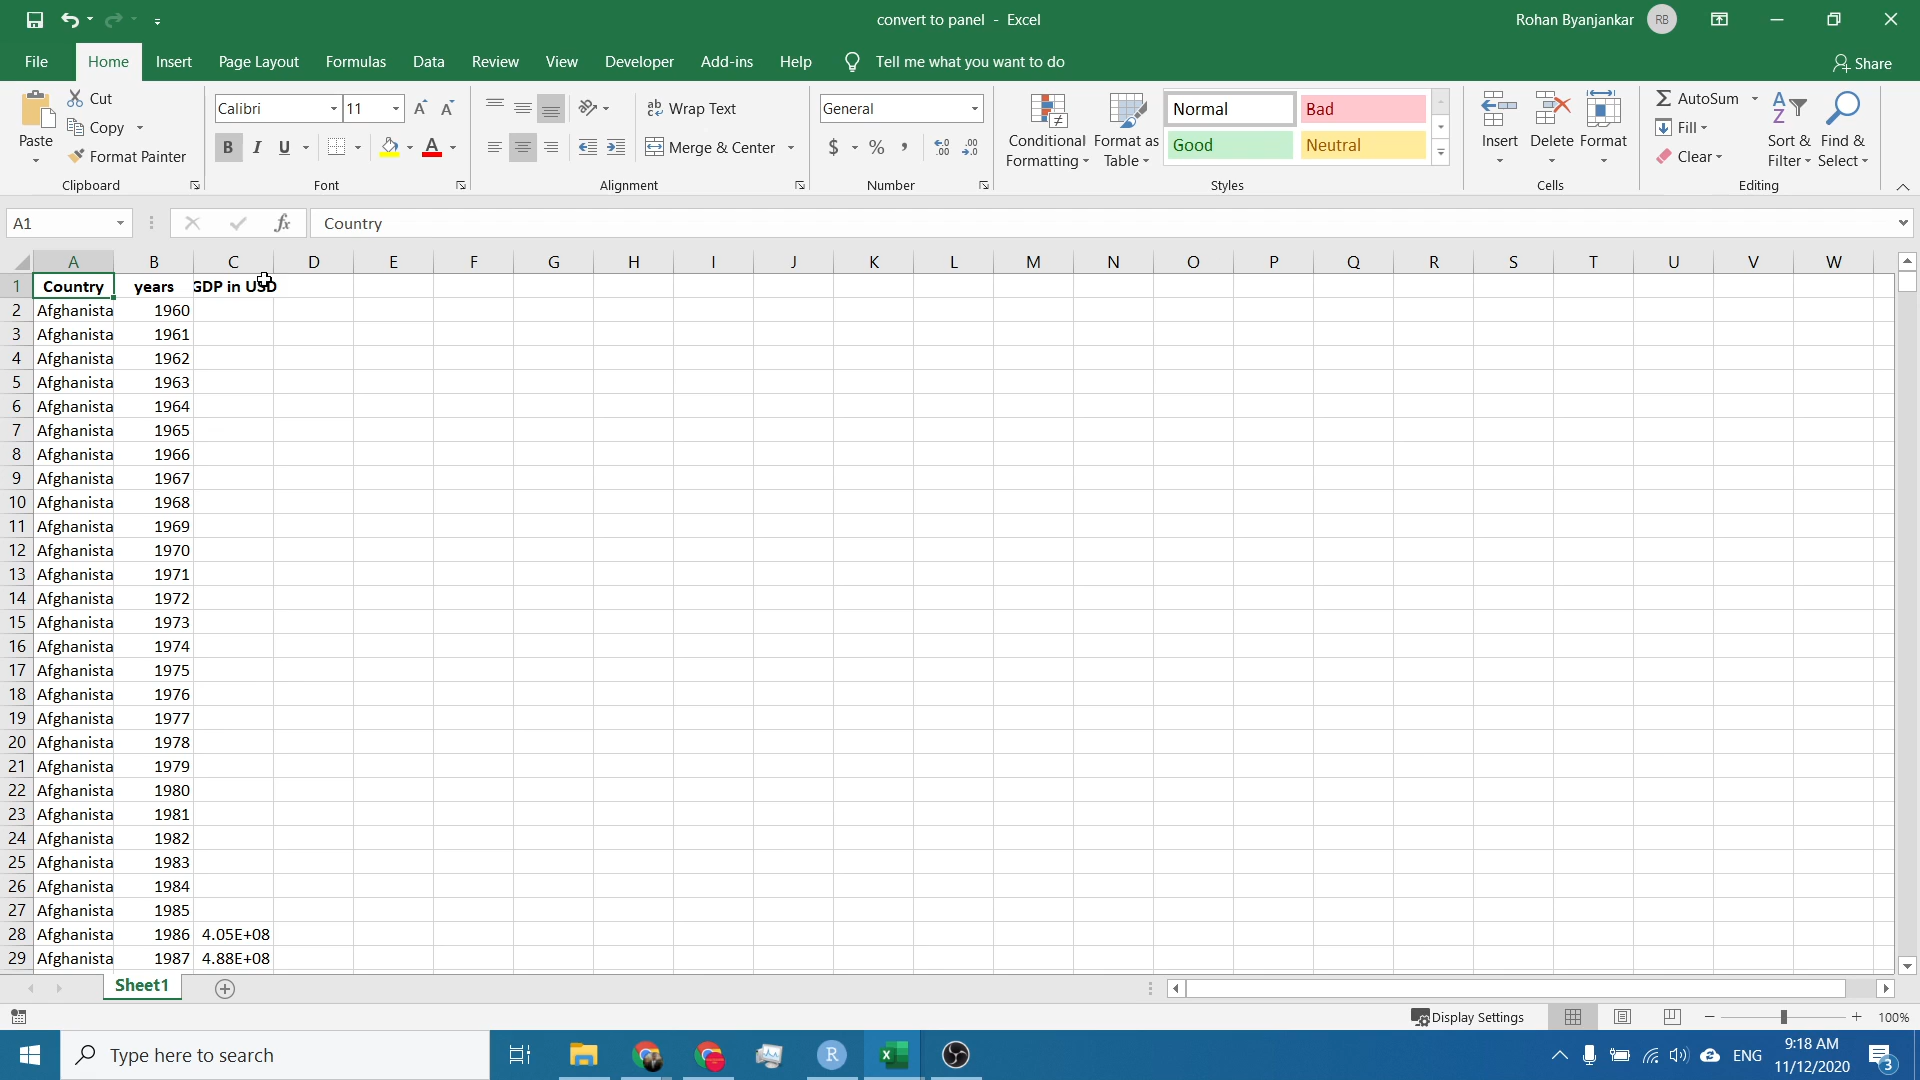 convert to panel - Excel
Rohan Byanjankar RB
File Home Insert Page Layout Formulas Data Review View Developer Add-ins Help Tell me what you want to do Share
Paste
Cut
Copy
Format Painter
Clipboard
Calibri 11
B I U A
Font
ab Wrap Text
Merge & Center
Alignment
General
$ % ,
Number
Conditional Formatting
Format as Table
Normal Bad
Good Neutral
Styles
Insert Delete Format
Cells
AutoSum
Fill
Clear
Sort & Filter
Find & Select
Editing
A1 fx Country
A B C D E F G H I J K L M N O P Q R S T U V W
1 Country years GDP in USD
2 Afghanista 1960
3 Afghanista 1961
4 Afghanista 1962
5 Afghanista 1963
6 Afghanista 1964
7 Afghanista 1965
8 Afghanista 1966
9 Afghanista 1967
10 Afghanista 1968
11 Afghanista 1969
12 Afghanista 1970
13 Afghanista 1971
14 Afghanista 1972
15 Afghanista 1973
16 Afghanista 1974
17 Afghanista 1975
18 Afghanista 1976
19 Afghanista 1977
20 Afghanista 1978
21 Afghanista 1979
22 Afghanista 1980
23 Afghanista 1981
24 Afghanista 1982
25 Afghanista 1983
26 Afghanista 1984
27 Afghanista 1985
28 Afghanista 1986 4.05E+08
29 Afghanista 1987 4.88E+08
Sheet1
Display Settings 100%
Type here to search
ENG
9:18 AM
11/12/2020
3